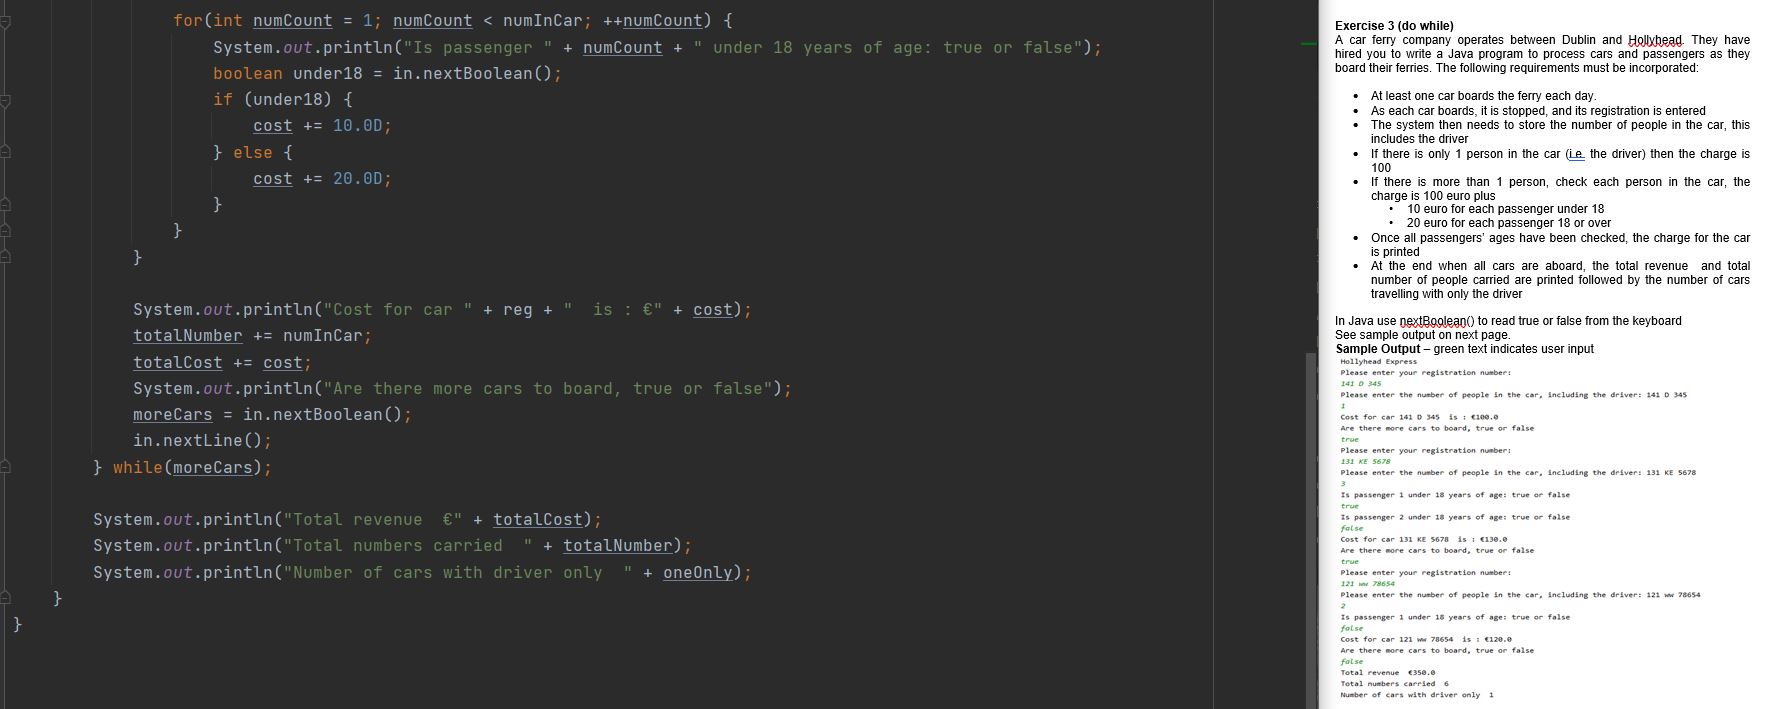 for(int numCount = 1; numCount < numInCar; ++numCount) {
System.out.println("Is passenger " + numCount + " under 18 years of age: true or false");
boolean under18 = in.nextBoolean();
if (under18) {
cost += 10.0D;
} else {
cost += 20.0D;
}
}
}
System.out.println("Cost for car " + reg + "  is : €" + cost);
totalNumber += numInCar;
totalCost += cost;
System.out.println("Are there more cars to board, true or false");
moreCars = in.nextBoolean();
in.nextLine();
} while(moreCars);
System.out.println("Total revenue  €" + totalCost);
System.out.println("Total numbers carried  " + totalNumber);
System.out.println("Number of cars with driver only  " + oneOnly);
}
}
Exercise 3 (do while)
A car ferry company operates between Dublin and Hollyhead. They have
hired you to write a Java program to process cars and passengers as they
board their ferries. The following requirements must be incorporated:
• At least one car boards the ferry each day.
• As each car boards, it is stopped, and its registration is entered
• The system then needs to store the number of people in the car, this
includes the driver
• If there is only 1 person in the car (i.e. the driver) then the charge is
100
• If there is more than 1 person, check each person in the car, the
charge is 100 euro plus
• 10 euro for each passenger under 18
• 20 euro for each passenger 18 or over
• Once all passengers' ages have been checked, the charge for the car
is printed
• At the end when all cars are aboard, the total revenue  and total
number of people carried are printed followed by the number of cars
travelling with only the driver
In Java use nextBoolean() to read true or false from the keyboard
See sample output on next page.
Sample Output – green text indicates user input
Hollyhead Express
Please enter your registration number:
141 D 345
Please enter the number of people in the car, including the driver: 141 D 345
1
Cost for car 141 D 345  is : €100.0
Are there more cars to board, true or false
true
Please enter your registration number:
131 KE 5678
Please enter the number of people in the car, including the driver: 131 KE 5678
3
Is passenger 1 under 18 years of age: true or false
true
Is passenger 2 under 18 years of age: true or false
false
Cost for car 131 KE 5678  is : €130.0
Are there more cars to board, true or false
true
Please enter your registration number:
121 ww 78654
Please enter the number of people in the car, including the driver: 121 ww 78654
2
Is passenger 1 under 18 years of age: true or false
false
Cost for car 121 ww 78654  is : €120.0
Are there more cars to board, true or false
false
Total revenue  €350.0
Total numbers carried  6
Number of cars with driver only  1